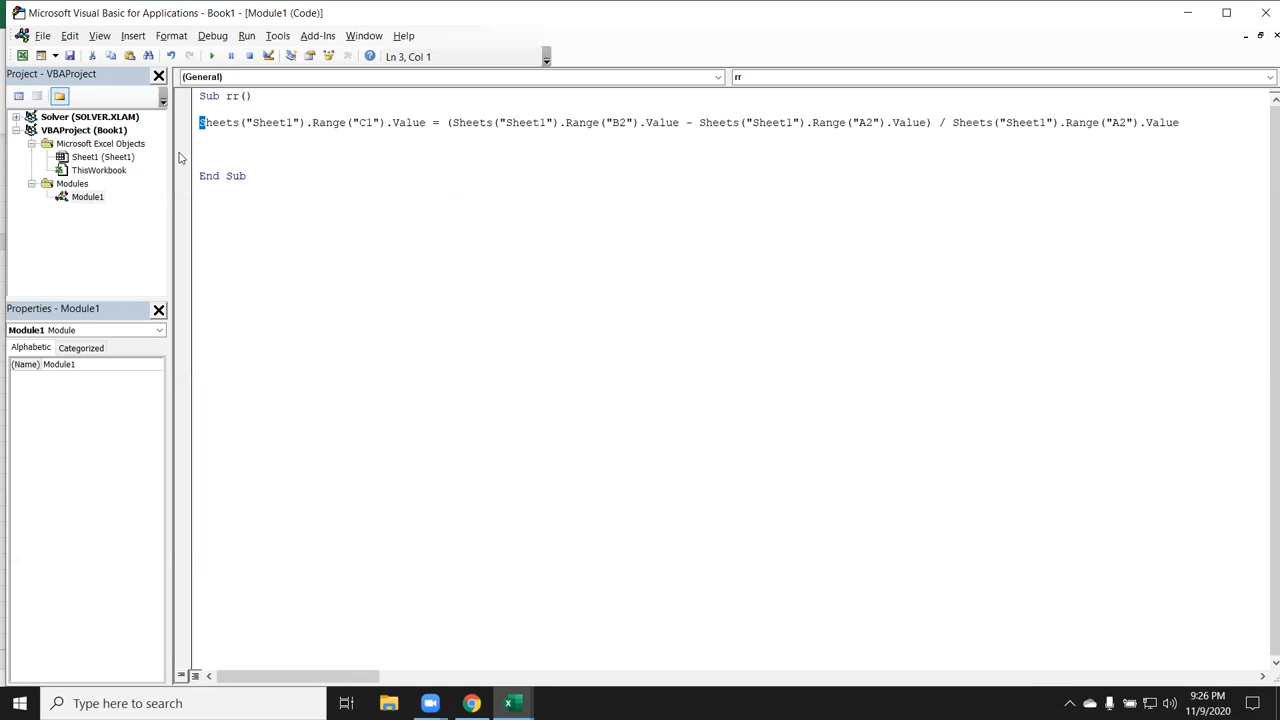 Microsoft Visual Basic for Applications - Book1 - [Module1 (Code)]
File Edit View Insert Format Debug Run Tools Add-Ins Window Help
Ln 3, Col 1
Project - VBAProject
(General)
rr
Solver (SOLVER.XLAM)
VBAProject (Book1)
Microsoft Excel Objects
Sheet1 (Sheet1)
ThisWorkbook
Modules
Module1
Sub rr()
Sheets("Sheet1").Range("C1").Value = (Sheets("Sheet1").Range("B2").Value - Sheets("Sheet1").Range("A2").Value) / Sheets("Sheet1").Range("A2").Value
End Sub
Properties - Module1
Module1 Module
Alphabetic Categorized
(Name) Module1
Type here to search
9:26 PM
11/9/2020